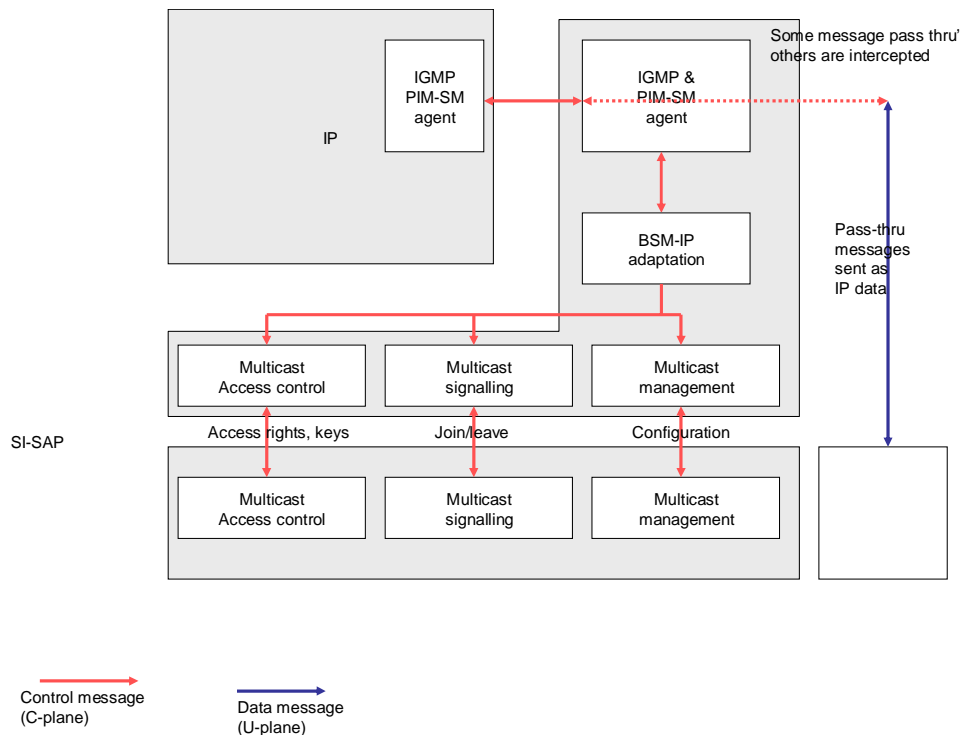 Some message pass thru'
others are intercepted
IGMP
PIM-SM
agent
IGMP &
PIM-SM
agent
IP
BSM-IP
adaptation
Pass-thru
messages
sent as
IP data
Multicast
Access control
Multicast
signalling
Multicast
management
SI-SAP
Access rights, keys
Join/leave
Configuration
Multicast
Access control
Multicast
signalling
Multicast
management
Control message
(C-plane)
Data message
(U-plane)